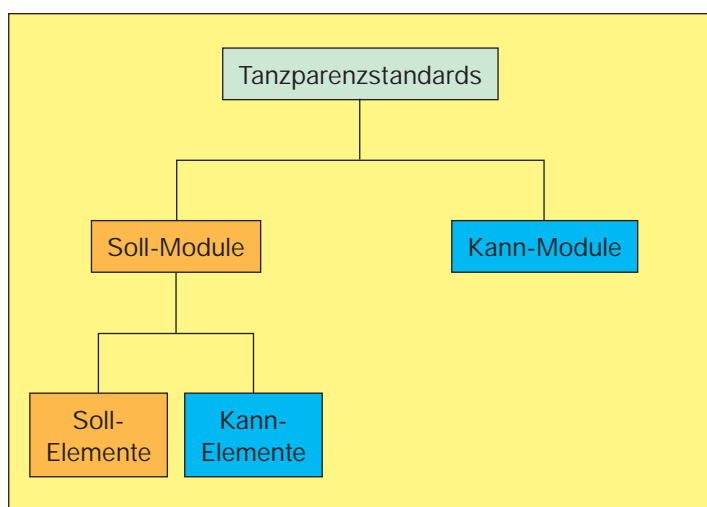 Tanzparenzstandards
Soll-Module
Kann-Module
Soll-
Elemente
Kann-
Elemente